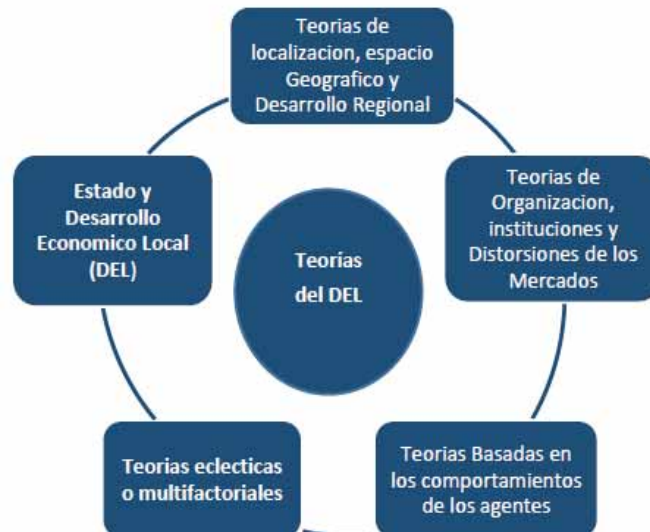 Teorias de
localizacion, espacio
Geografico y
Desarrollo Regional
Teorias de
Organizacion,
instituciones y
Distorsiones de los
Mercados
Teorias Basadas en
los comportamientos
de los agentes
Teorias eclecticas
o multifactoriales
Estado y
Desarrollo
Economico Local
(DEL)
Teorías
del DEL